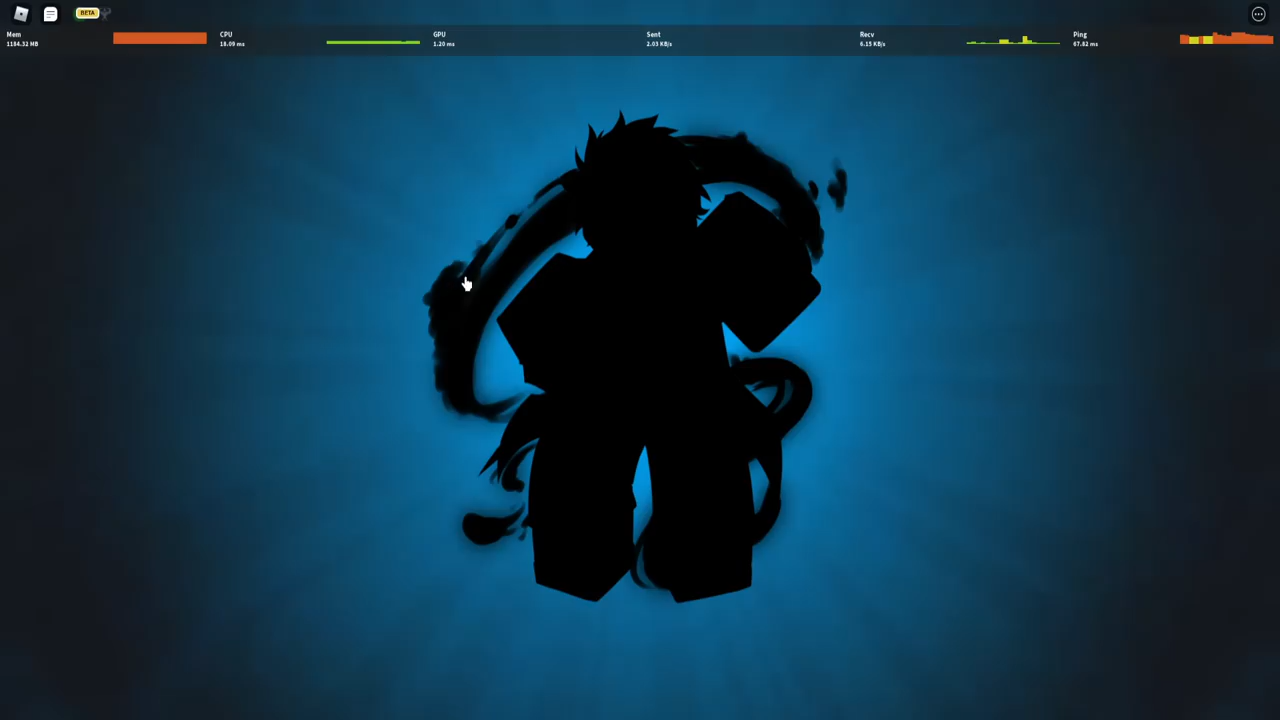 BETA
Mem
1184.32 MB
CPU
18.09 ms
GPU
1.20 ms
Sent
2.03 KB/s
Recv
6.15 KB/s
Ping
67.82 ms